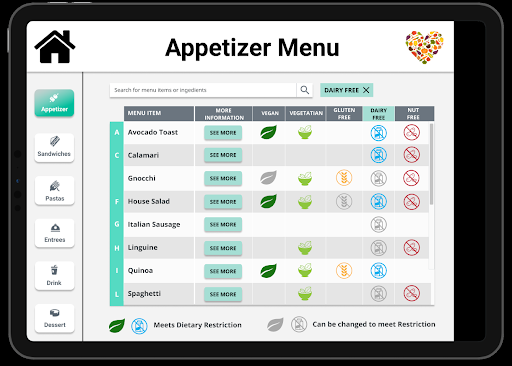 Appetizer Menu
Search for menu items or ingedients
DAIRY FREE X
Appetizer
Sandwiches
Pastas
Entrees
Drink
Dessert
MENU ITEM MORE INFORMATION VEGAN VEGETATIAN GLUTEN FREE DAIRY FREE NUT FREE
A Avocado Toast SEE MORE
C Calamari SEE MORE
Gnocchi SEE MORE
F House Salad SEE MORE
G Italian Sausage SEE MORE
H Linguine SEE MORE
I Quinoa SEE MORE
L Spaghetti SEE MORE
Meets Dietary Restriction
Can be changed to meet Restriction